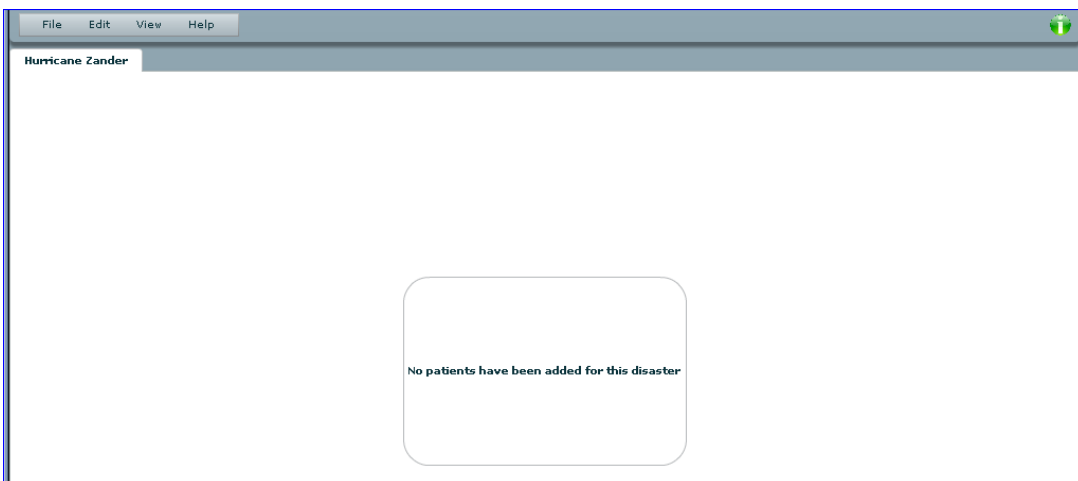 File Edit View Help
Hurricane Zander
No patients have been added for this disaster